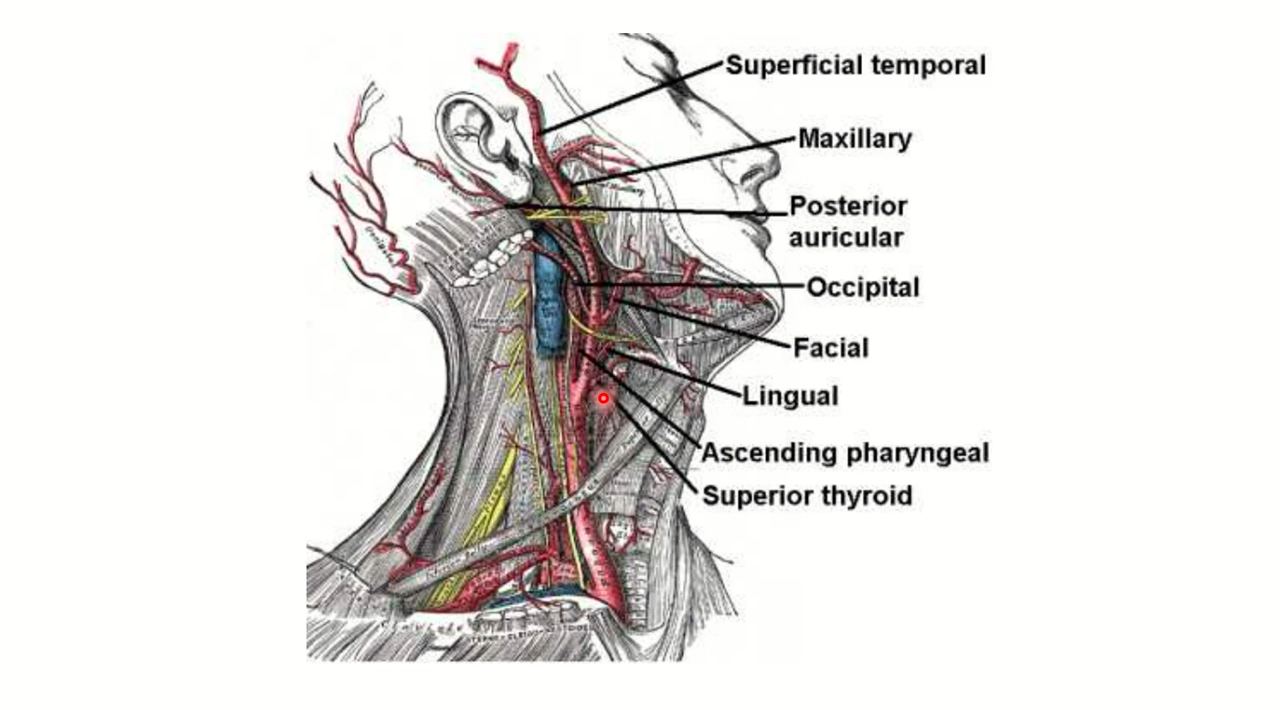 Superficial temporal
Maxillary
Posterior
auricular
Occipital
Facial
Lingual
Ascending pharyngeal
Superior thyroid